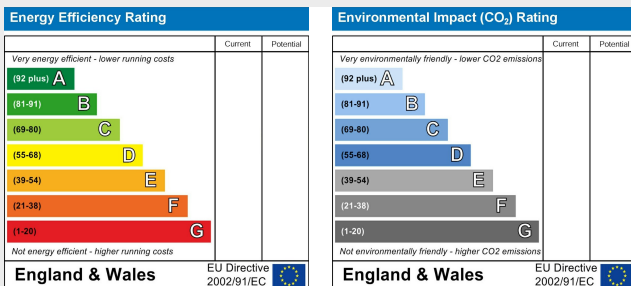 Energy Efficiency Rating
Current Potential
Very energy efficient - lower running costs
(92 plus) A
(81-91) B
(69-80) C
(55-68) D
(39-54) E
(21-38) F
(1-20) G
Not energy efficient - higher running costs
England & Wales
EU Directive
2002/91/EC
Environmental Impact (CO₂) Rating
Current Potential
Very environmentally friendly - lower CO2 emissions
(92 plus) A
(81-91) B
(69-80) C
(55-68) D
(39-54) E
(21-38) F
(1-20) G
Not environmentally friendly - higher CO2 emissions
England & Wales
EU Directive
2002/91/EC